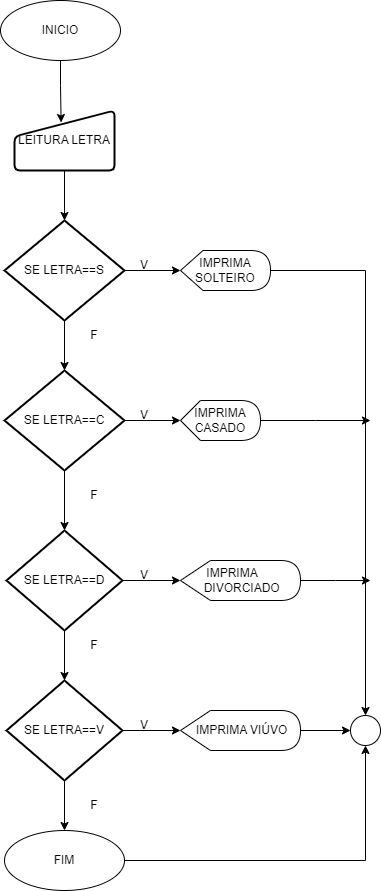 INICIO
LEITURA LETRA
SE LETRA==S
V
IMPRIMA
SOLTEIRO
F
SE LETRA==C
V
IMPRIMA
CASADO
F
SE LETRA==D
V
IMPRIMA
DIVORCIADO
F
SE LETRA==V
V
IMPRIMA VIÚVO
F
FIM